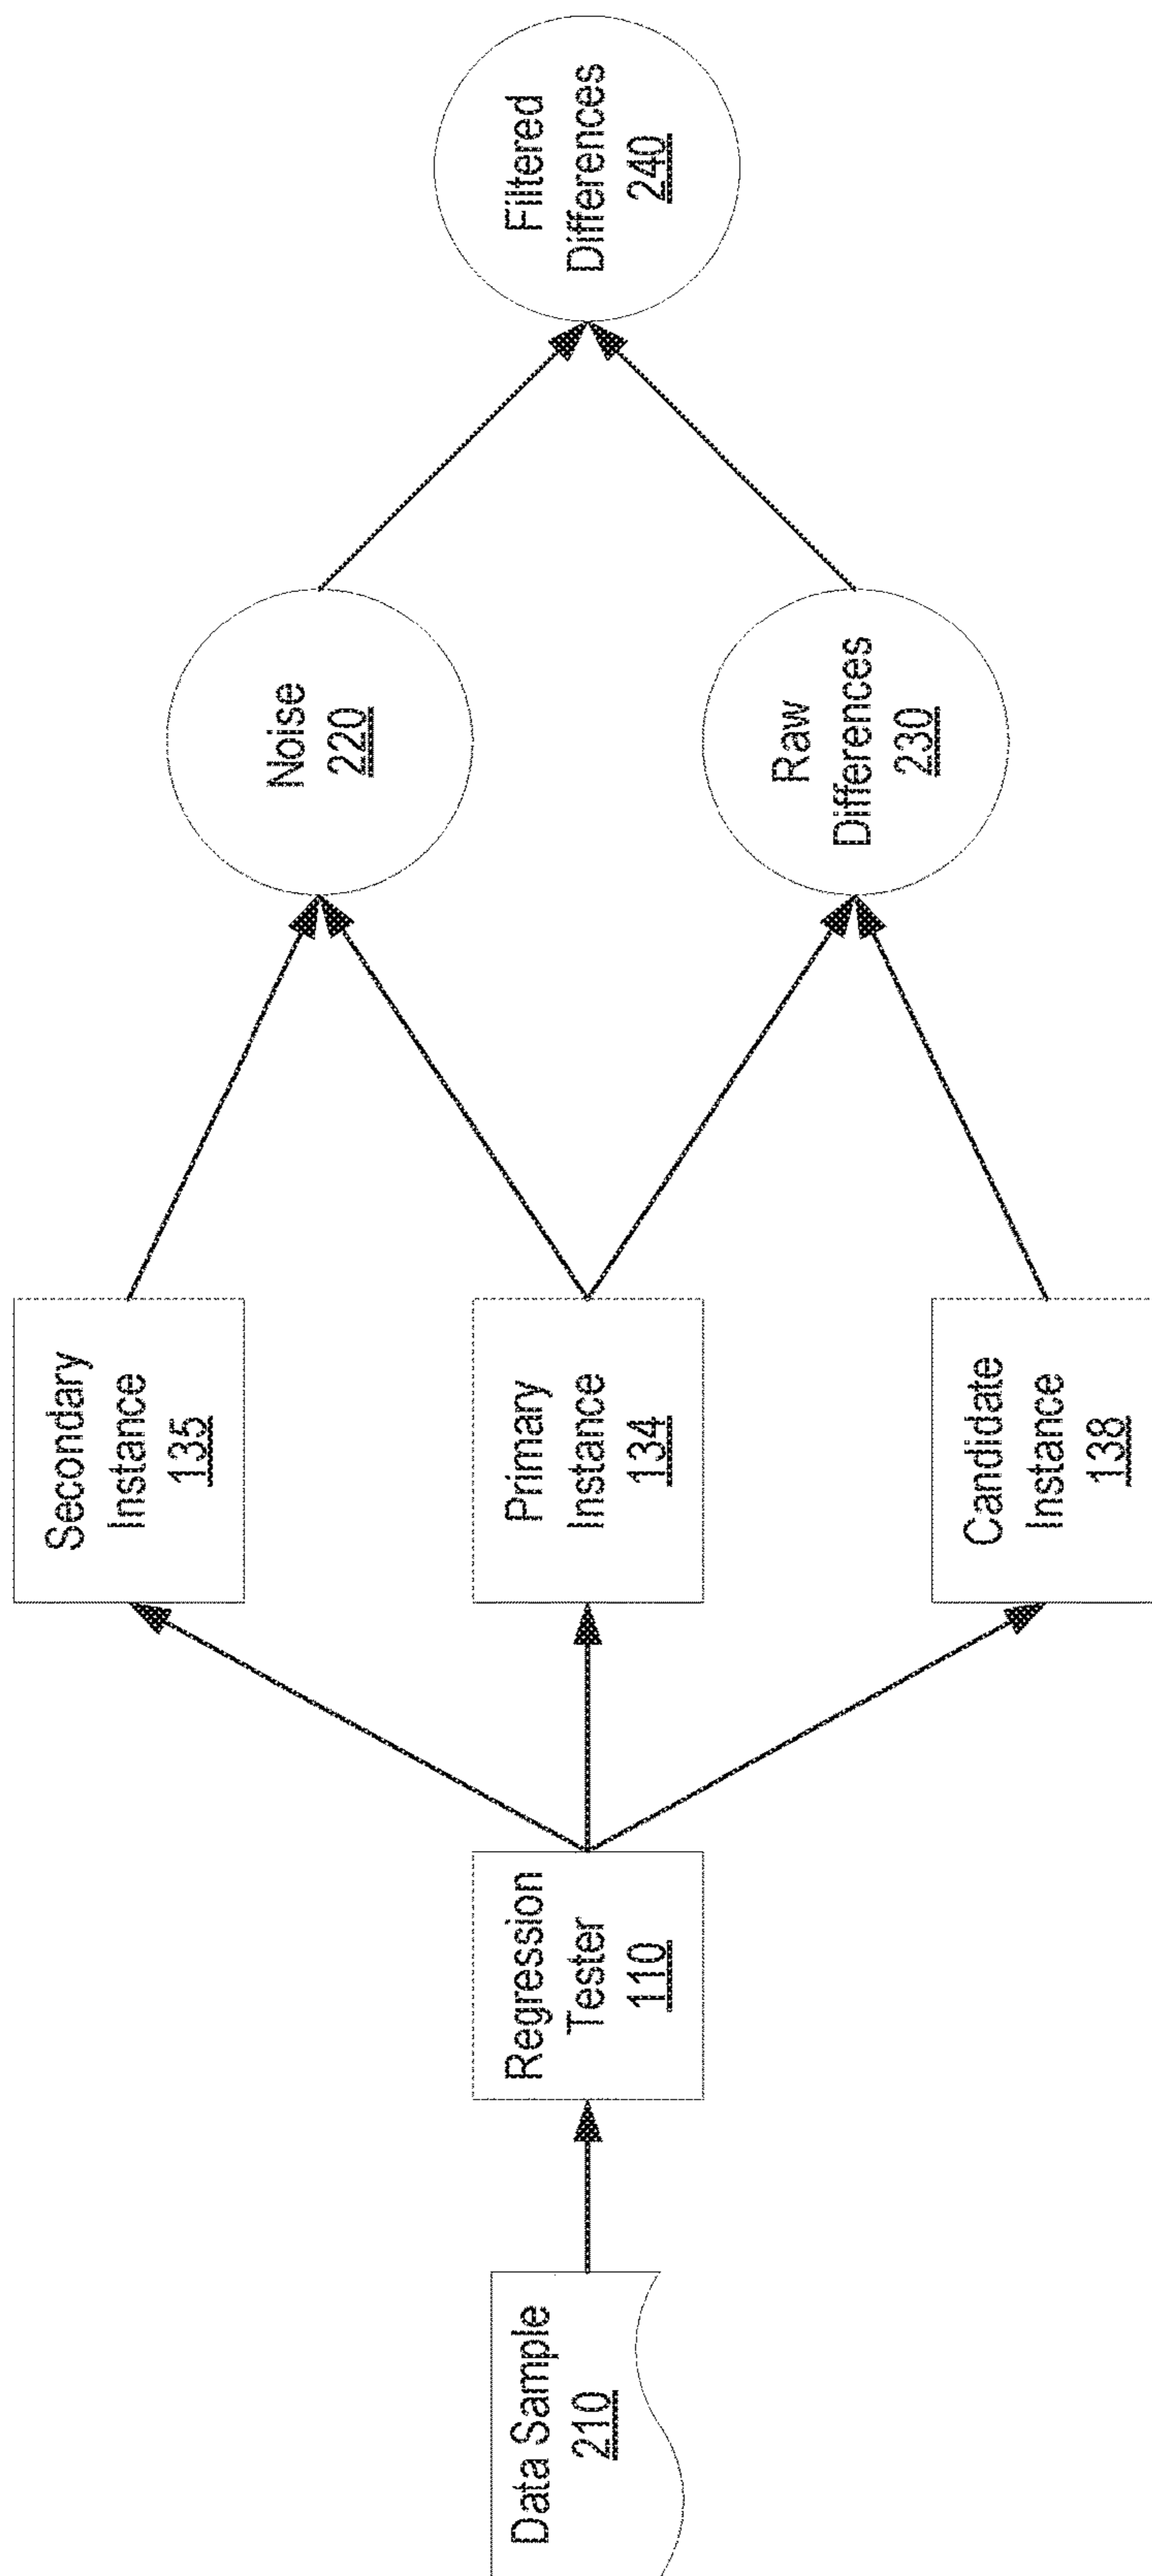 Data Sample
210
Regression
Tester
110
Secondary
Instance
135
Primary
Instance
134
Candidate
Instance
138
Noise
220
Raw
Differences
230
Filtered
Differences
240